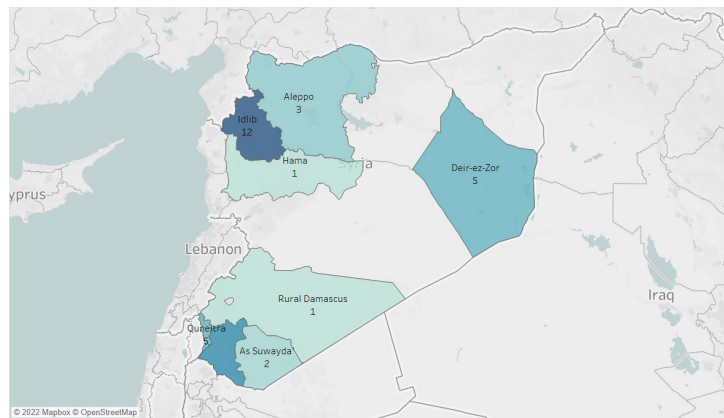 Aleppo
3
Idlib
12
Hama
1
Syria
Deir-ez-Zor
5
yprus
Lebanon
Rural Damascus
1
Iraq
Quneitra
5
As Suwayda'
2
© 2022 Mapbox © OpenStreetMap